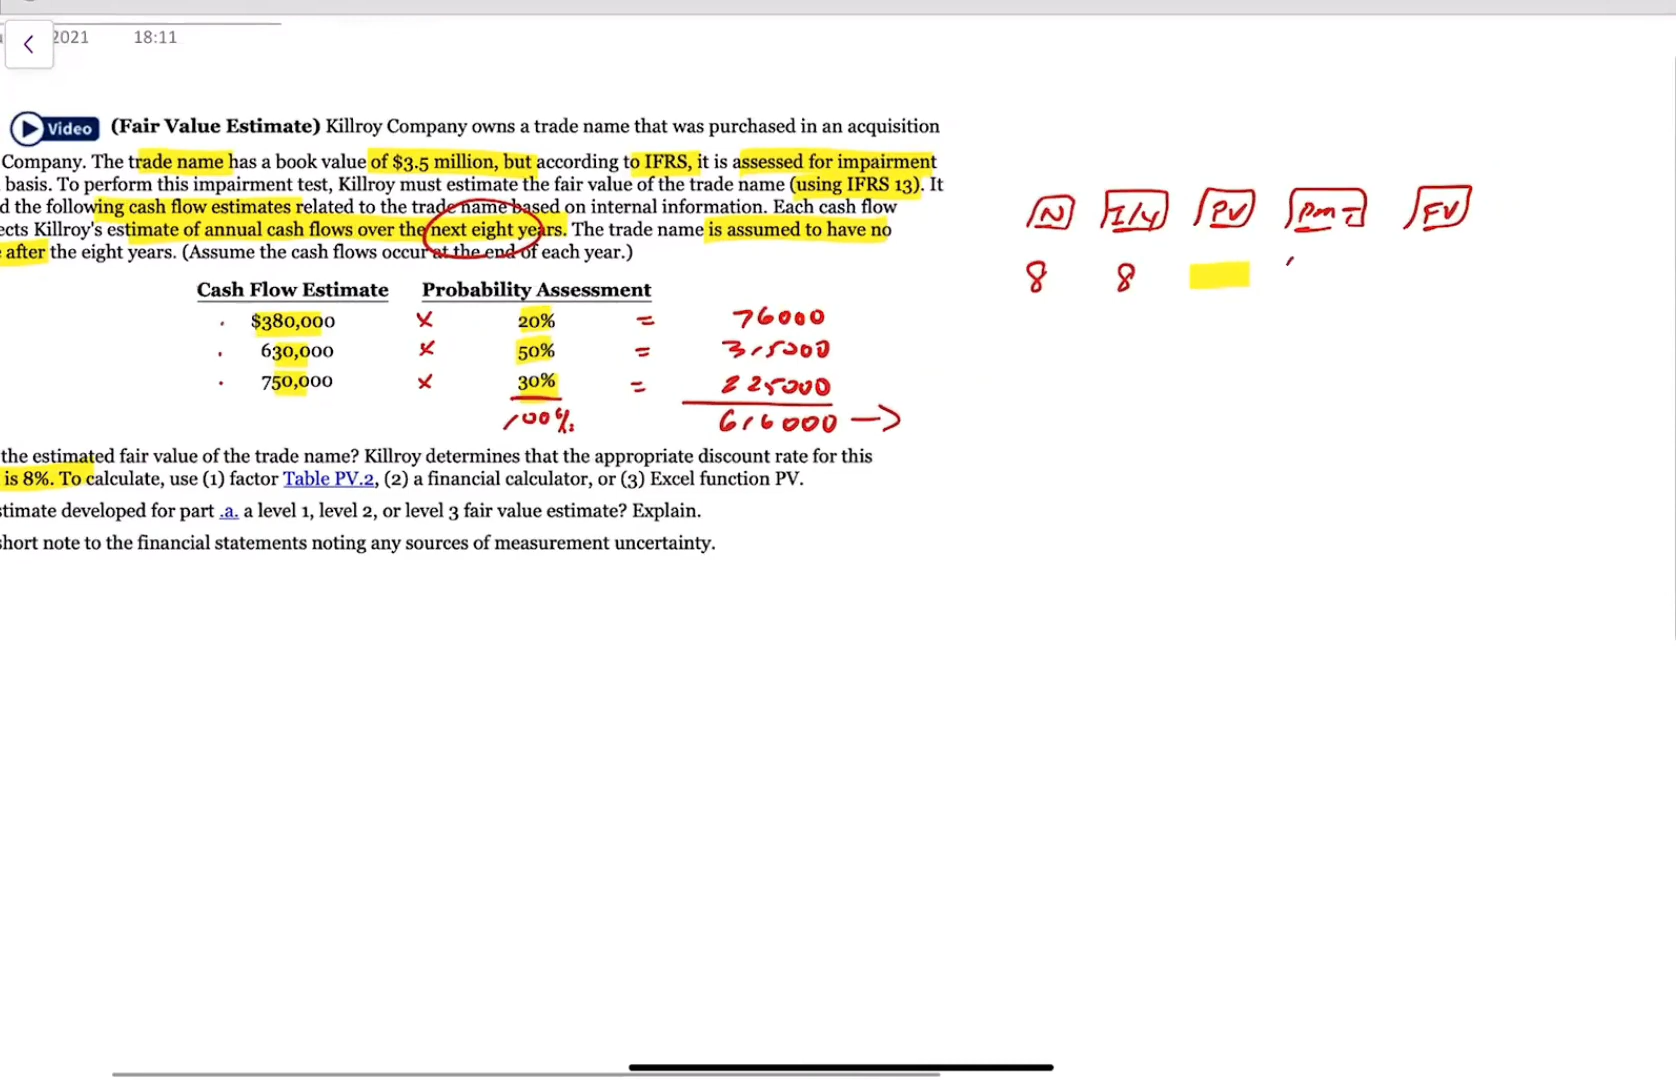 2021 18:11
Video (Fair Value Estimate) Killroy Company owns a trade name that was purchased in an acquisition
Company. The trade name has a book value of $3.5 million, but according to IFRS, it is assessed for impairment
basis. To perform this impairment test, Killroy must estimate the fair value of the trade name (using IFRS 13). It
d the following cash flow estimates related to the trade name based on internal information. Each cash flow
ects Killroy's estimate of annual cash flows over the next eight years. The trade name is assumed to have no
after the eight years. (Assume the cash flows occur at the end of each year.)
N I/Y PV PMT FV
8 8
Cash Flow Estimate Probability Assessment
$380,000 x 20% = 76000
630,000 x 50% = 315000
750,000 x 30% = 225000
100% 616000 →
the estimated fair value of the trade name? Killroy determines that the appropriate discount rate for this
is 8%. To calculate, use (1) factor Table PV.2, (2) a financial calculator, or (3) Excel function PV.
stimate developed for part .a. a level 1, level 2, or level 3 fair value estimate? Explain.
short note to the financial statements noting any sources of measurement uncertainty.